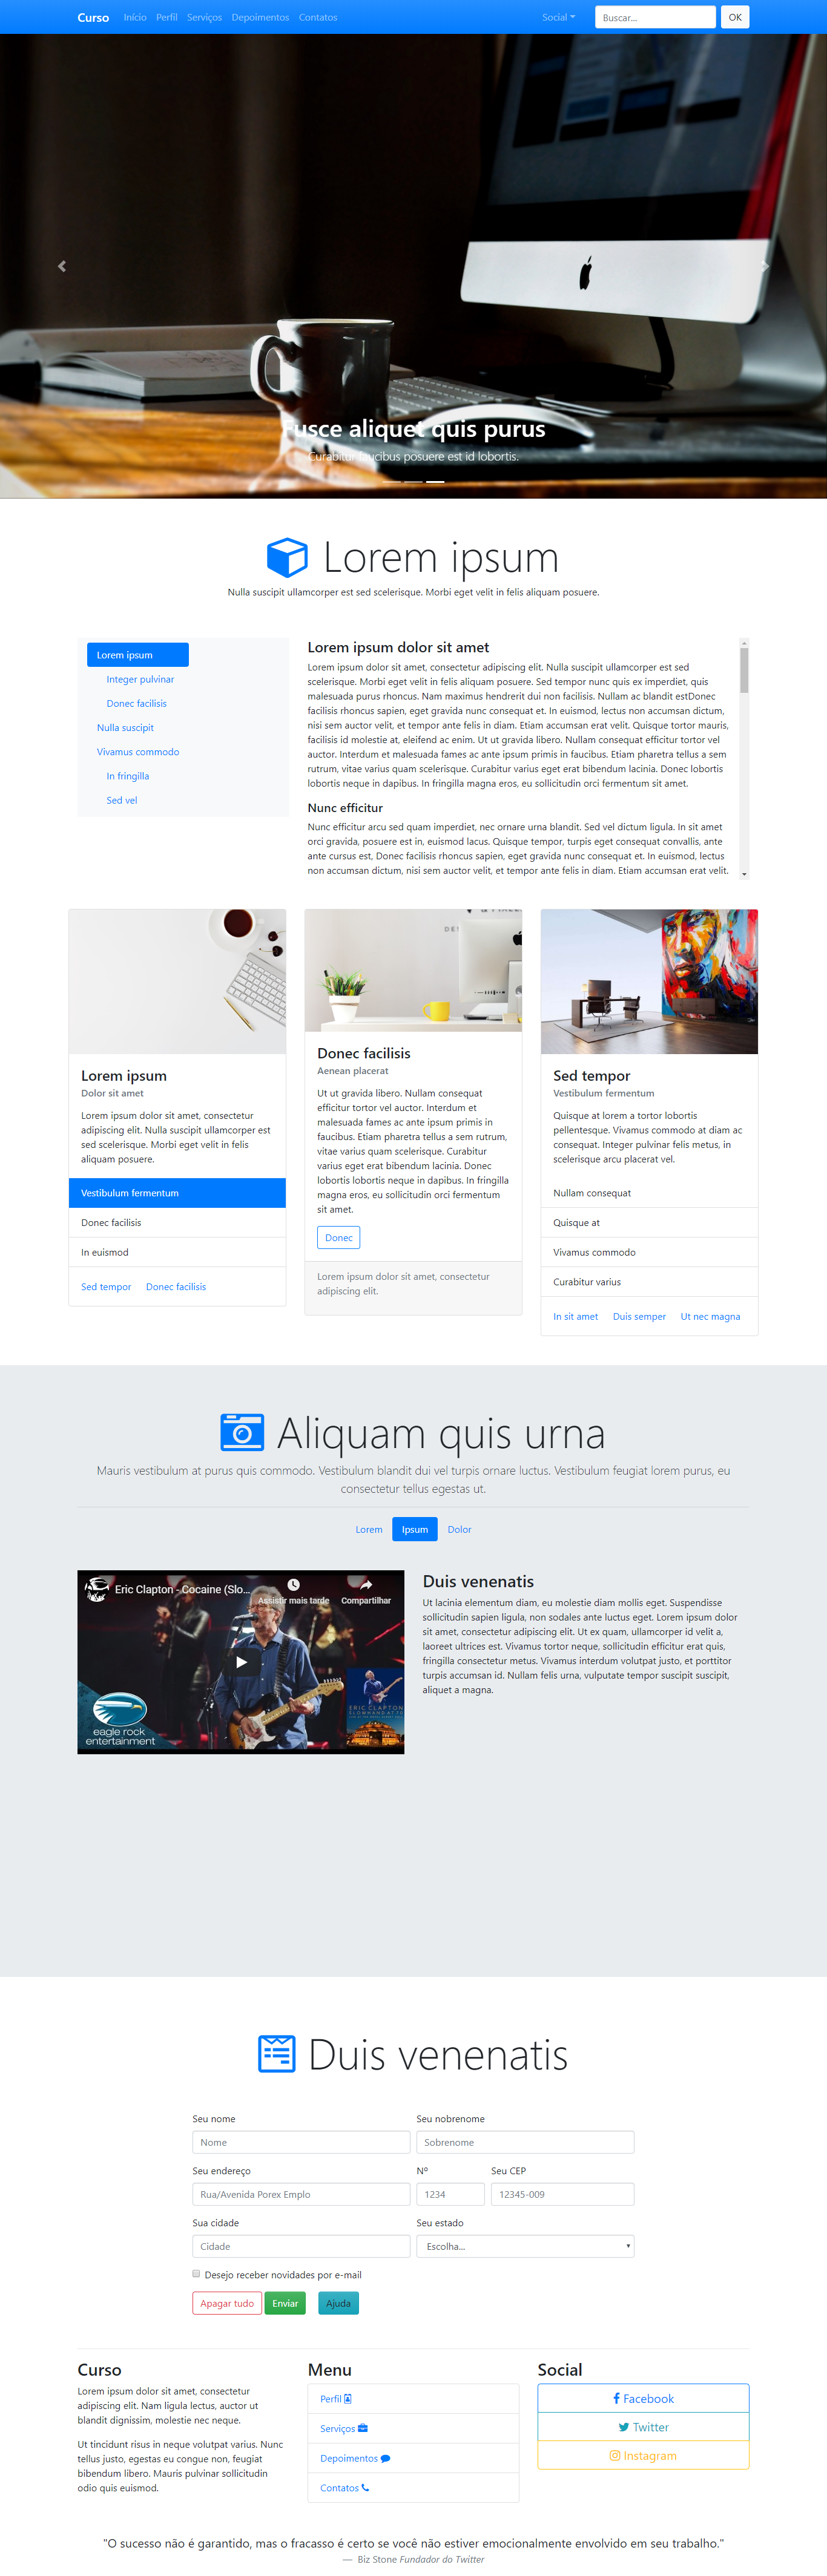 Curso Início Perfil Serviços Depoimentos Contatos Social Buscar... OK
Fusce aliquet quis purus
Curabitur faucibus posuere est id lobortis.
Lorem ipsum
Nulla suscipit ullamcorper est sed scelerisque. Morbi eget velit in felis aliquam posuere.
Lorem ipsum
Integer pulvinar
Donec facilisis
Nulla suscipit
Vivamus commodo
In fringilla
Sed vel
Lorem ipsum dolor sit amet
Lorem ipsum dolor sit amet, consectetur adipiscing elit. Nulla suscipit ullamcorper est sed
scelerisque. Morbi eget velit in felis aliquam posuere. Sed tempor nunc quis ex imperdiet, quis
malesuada purus rhoncus. Nam maximus hendrerit dui non facilisis. Nullam ac blandit estDonec
facilisis rhoncus sapien, eget gravida nunc consequat et. In euismod, lectus non accumsan dictum,
nisi sem auctor velit, et tempor ante felis in diam. Etiam accumsan erat velit. Quisque tortor mauris,
facilisis id molestie at, eleifend ac enim. Ut ut gravida libero. Nullam consequat efficitur tortor vel
auctor. Interdum et malesuada fames ac ante ipsum primis in faucibus. Etiam pharetra tellus a sem
rutrum, vitae varius quam scelerisque. Curabitur varius eget erat bibendum lacinia. Donec lobortis
lobortis neque in dapibus. In fringilla magna eros, eu sollicitudin orci fermentum sit amet.
Nunc efficitur
Nunc efficitur arcu sed quam imperdiet, nec ornare urna blandit. Sed vel dictum ligula. In sit amet
orci gravida, posuere est in, euismod lacus. Quisque tempor, turpis eget consequat convallis, ante
ante cursus est, Donec facilisis rhoncus sapien, eget gravida nunc consequat et. In euismod, lectus
non accumsan dictum, nisi sem auctor velit, et tempor ante felis in diam. Etiam accumsan erat velit.
Lorem ipsum
Dolor sit amet
Lorem ipsum dolor sit amet, consectetur
adipiscing elit. Nulla suscipit ullamcorper est
sed scelerisque. Morbi eget velit in felis
aliquam posuere.
Vestibulum fermentum
Donec facilisis
In euismod
Sed tempor Donec facilisis
Donec facilisis
Aenean placerat
Ut ut gravida libero. Nullam consequat
efficitur tortor vel auctor. Interdum et
malesuada fames ac ante ipsum primis in
faucibus. Etiam pharetra tellus a sem rutrum,
vitae varius quam scelerisque. Curabitur
varius eget erat bibendum lacinia. Donec
lobortis lobortis neque in dapibus. In fringilla
magna eros, eu sollicitudin orci fermentum
sit amet.
Donec
Lorem ipsum dolor sit amet, consectetur
adipiscing elit.
Sed tempor
Vestibulum fermentum
Quisque at lorem a tortor lobortis
pellentesque. Vivamus commodo at diam ac
consequat. Integer pulvinar felis metus, in
scelerisque arcu placerat vel.
Nullam consequat
Quisque at
Vivamus commodo
Curabitur varius
In sit amet Duis semper Ut nec magna
Aliquam quis urna
Mauris vestibulum at purus quis commodo. Vestibulum blandit dui vel turpis ornare luctus. Vestibulum feugiat lorem purus, eu
consectetur tellus egestas ut.
Lorem Ipsum Dolor
Eric Clapton - Cocaine (Slo...
Assistir mais tarde
Compartilhar
ERIC CLAPTON
eagle rock
entertainment
Duis venenatis
Ut lacinia elementum diam, eu molestie diam mollis eget. Suspendisse
sollicitudin sapien ligula, non sodales ante luctus eget. Lorem ipsum dolor
sit amet, consectetur adipiscing elit. Ut ex quam, ullamcorper id velit a,
laoreet ultrices est. Vivamus tortor neque, sollicitudin efficitur erat quis,
fringilla consectetur metus. Vivamus interdum volutpat justo, et porttitor
turpis accumsan id. Nullam felis urna, vulputate tempor suscipit suscipit,
aliquet a magna.
Duis venenatis
Seu nome Seu nobrenome
Nome Sobrenome
Seu endereço Nº Seu CEP
Rua/Avenida Porex Emplo 1234 12345-009
Sua cidade Seu estado
Cidade Escolha...
Desejo receber novidades por e-mail
Apagar tudo Enviar Ajuda
Curso
Lorem ipsum dolor sit amet, consectetur
adipiscing elit. Nam ligula lectus, auctor ut
blandit dignissim, molestie nec neque.
Ut tincidunt risus in neque volutpat varius. Nunc
tellus justo, egestas eu congue non, feugiat
bibendum libero. Mauris pulvinar sollicitudin
odio quis euismod.
Menu
Perfil
Serviços
Depoimentos
Contatos
Social
Facebook
Twitter
Instagram
"O sucesso não é garantido, mas o fracasso é certo se você não estiver emocionalmente envolvido em seu trabalho."
— Biz Stone Fundador do Twitter